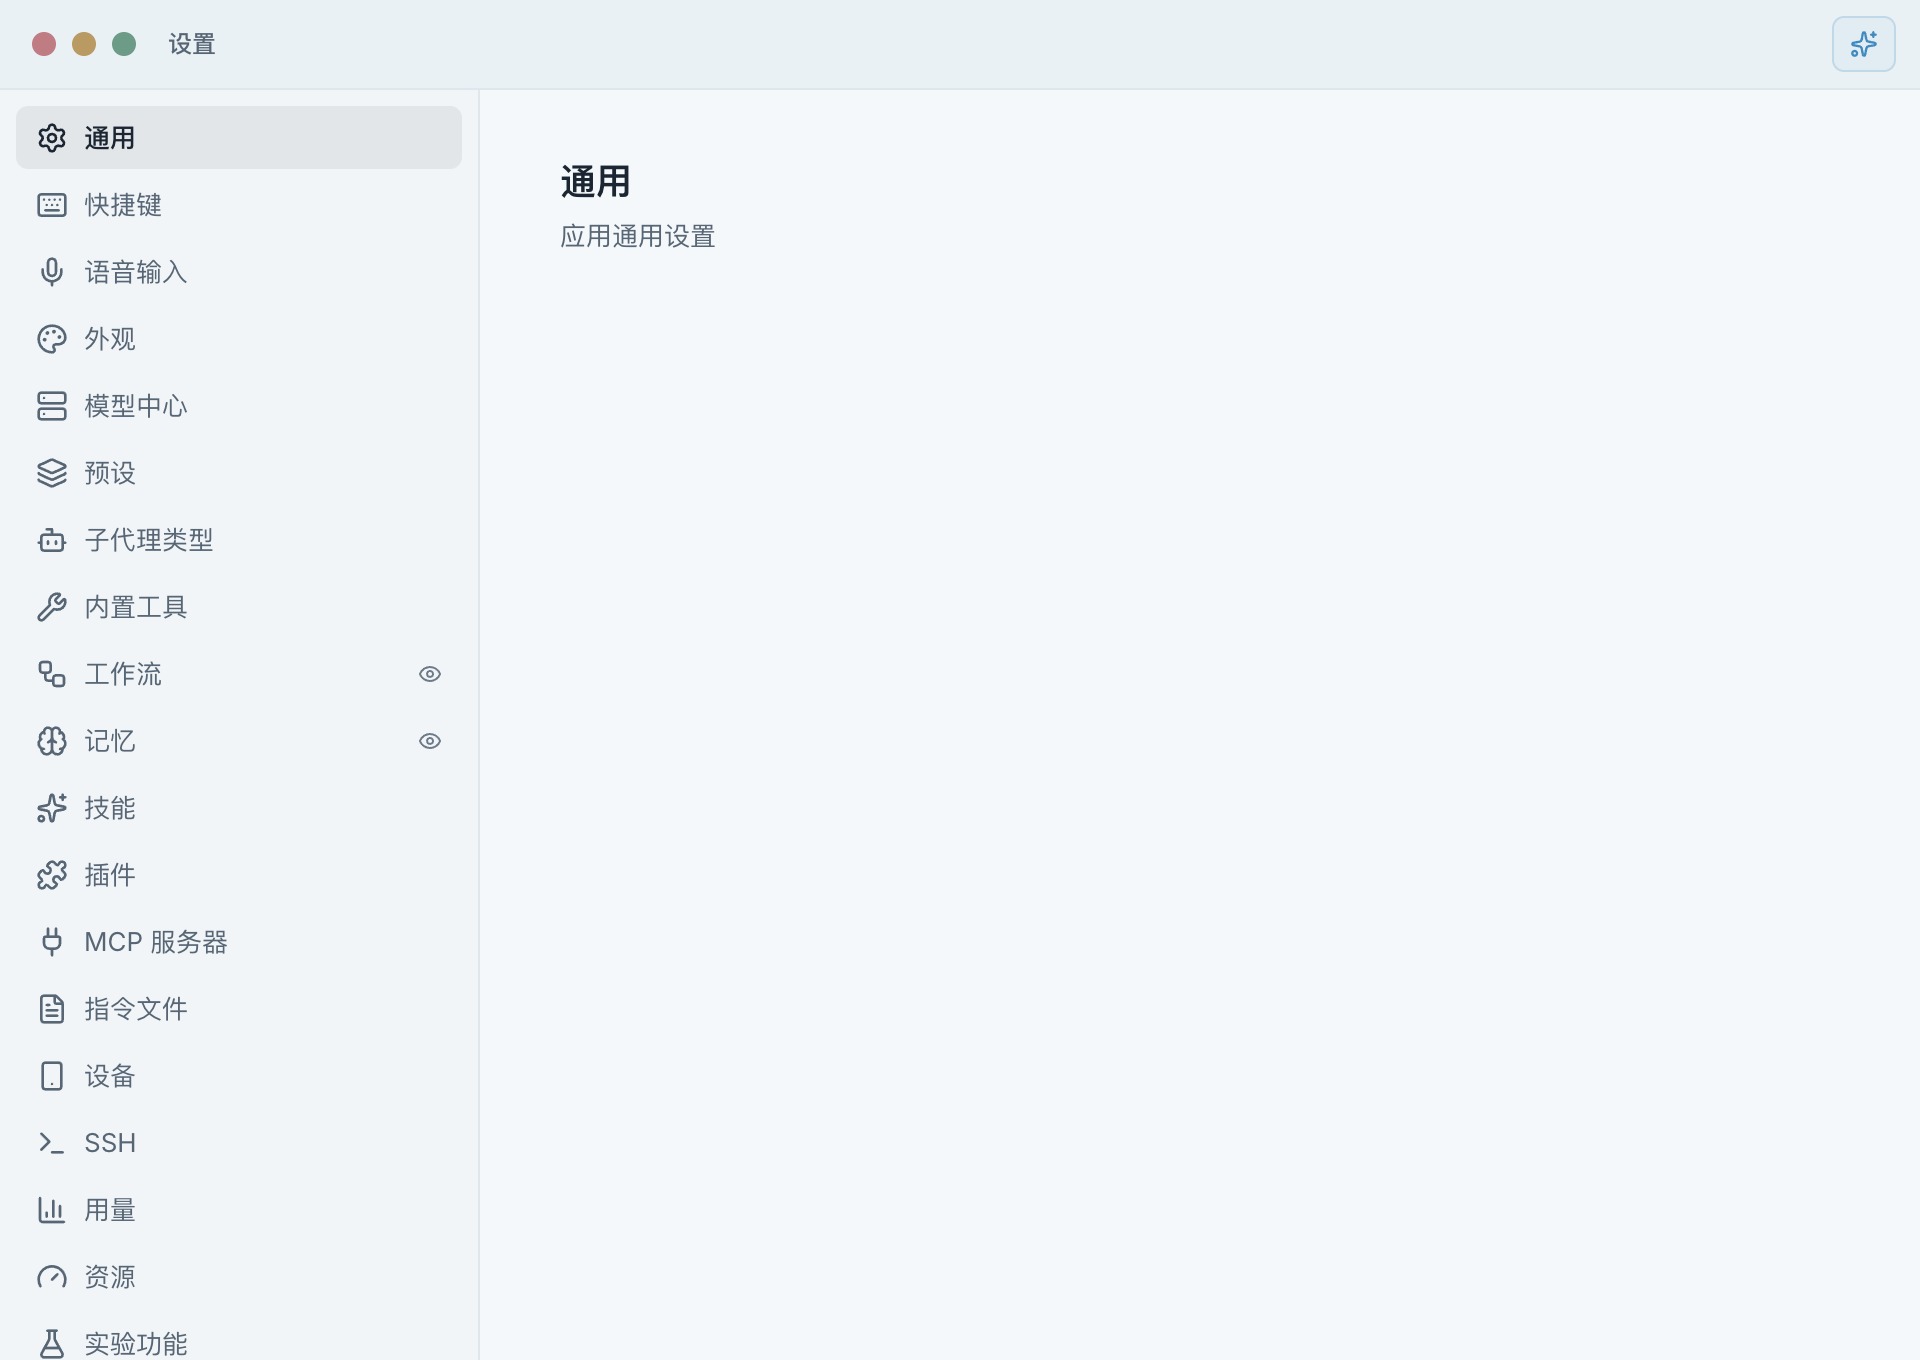 设置
通用
快捷键
语音输入
外观
模型中心
预设
子代理类型
内置工具
工作流
记忆
技能
插件
MCP 服务器
指令文件
设备
SSH
用量
资源
实验功能
通用
应用通用设置